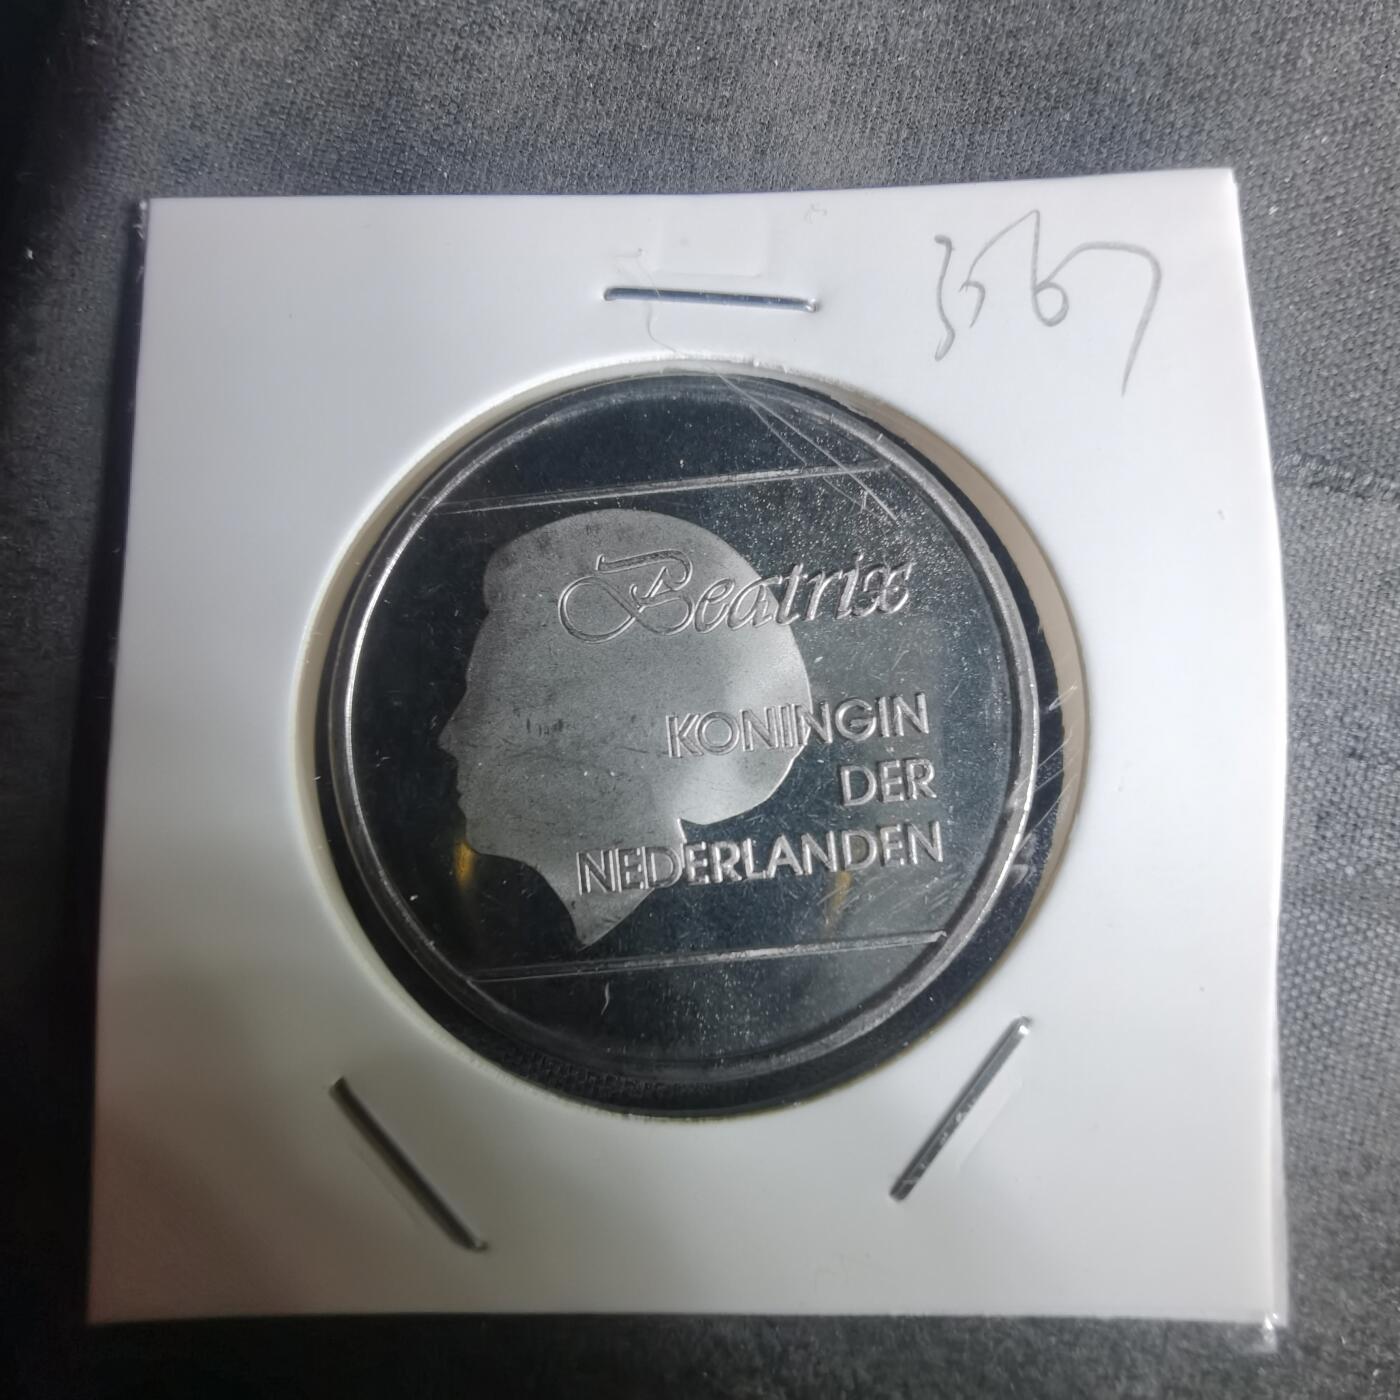 3567
Beatrix
KONINGIN
DER
NEDERLANDEN